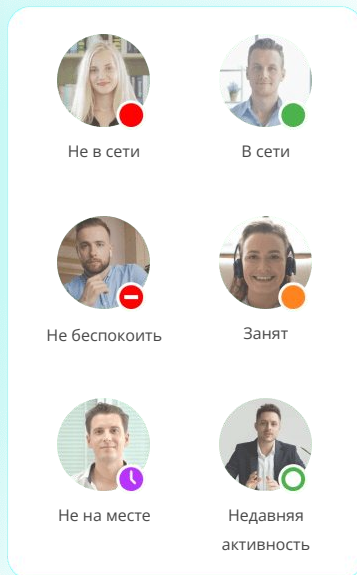 Не в сети
В сети
Не беспокоить
Занят
Не на месте
Недавняя
активность